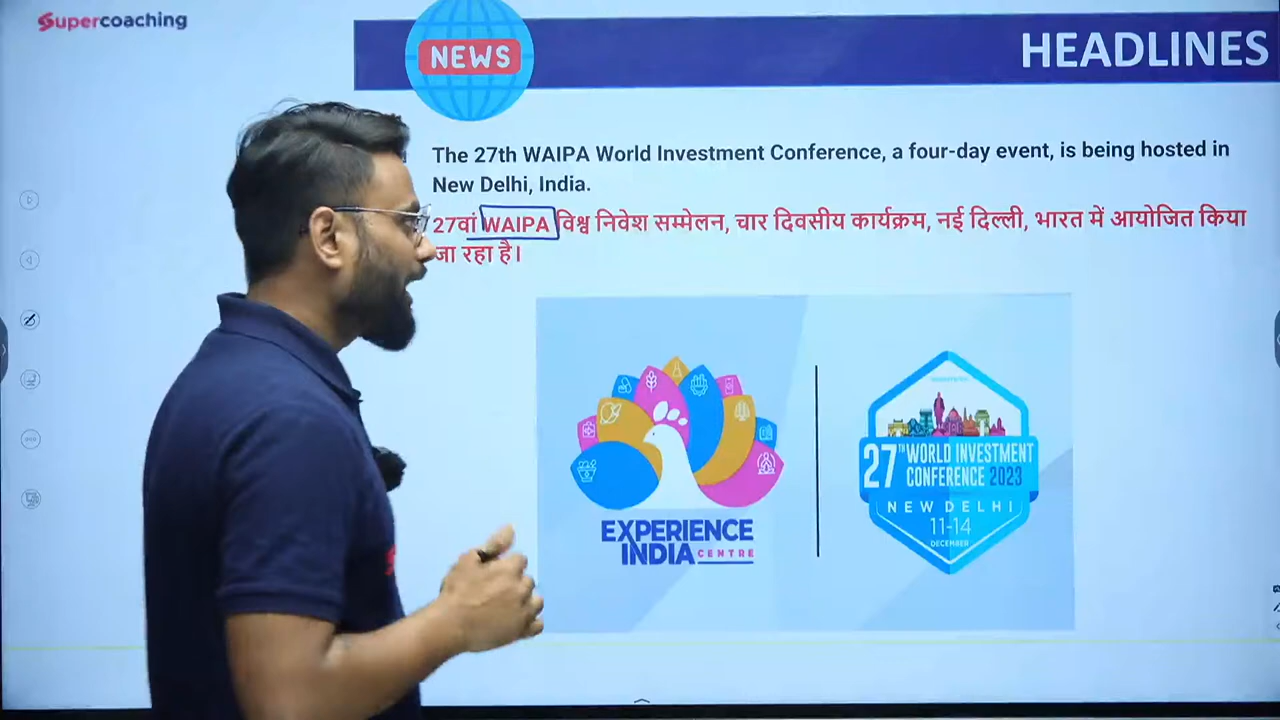 Supercoaching
NEWS
HEADLINES
The 27th WAIPA World Investment Conference, a four-day event, is being hosted in
New Delhi, India.
27वां WAIPA विश्व निवेश सम्मेलन, चार दिवसीय कार्यक्रम, नई दिल्ली, भारत में आयोजित किया
जा रहा है।
EXPERIENCE
INDIA CENTRE
27TH WORLD INVESTMENT
CONFERENCE 2023
NEW DELHI
11-14
DECEMBER